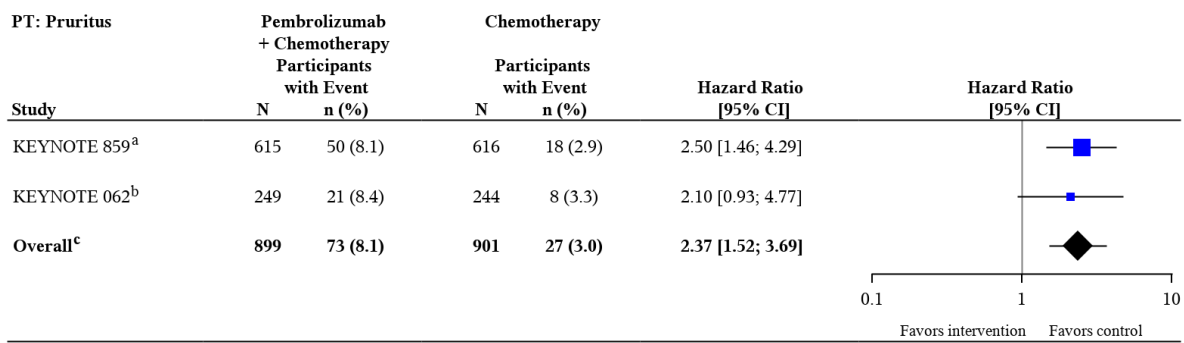 PT: Pruritus Pembrolizumab Chemotherapy
+ Chemotherapy
Participants Participants
with Event with Event Hazard Ratio Hazard Ratio
Study N n (%) N n (%) [95% CI] [95% CI]
KEYNOTE 859a 615 50 (8.1) 616 18 (2.9) 2.50 [1.46; 4.29]
KEYNOTE 062b 249 21 (8.4) 244 8 (3.3) 2.10 [0.93; 4.77]
Overallc 899 73 (8.1) 901 27 (3.0) 2.37 [1.52; 3.69]
0.1 1 10
Favors intervention Favors control